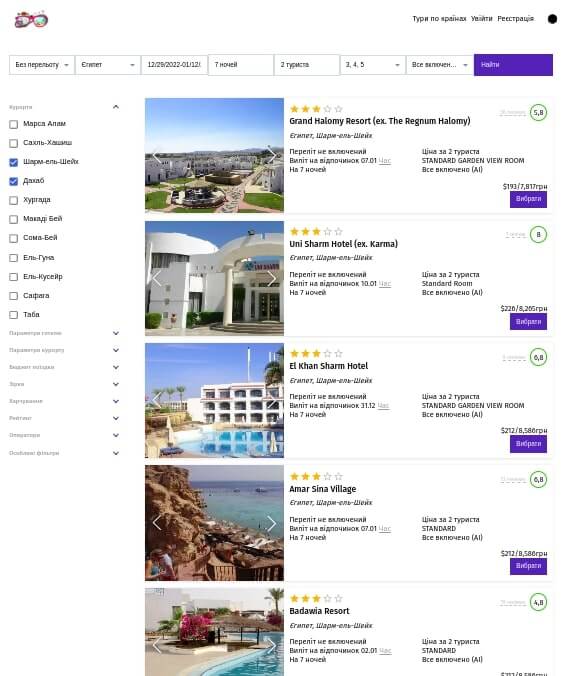 Тури по країнах Увійти Реєстрація
Без перельоту Єгипет 12/29/2022-01/12/ 7 ночей 2 туриста 3, 4, 5 Все включен... Найти
Курорти
Марса Алам
Сахль-Хашиш
Шарм-ель-Шейх
Дахаб
Хургада
Макаді Бей
Сома-Бей
Ель-Гуна
Ель-Кусейр
Сафага
Таба
Параметри готелю
Параметри курорту
Бюджет поїздки
Зірки
Харчування
Рейтинг
Оператори
Особливі фільтри
5,8
Grand Halomy Resort (ex. The Regnum Halomy)
Єгипет, Шарм-ель-Шейх
Переліт не включений
Виліт на відпочинок 07.01 Час
На 7 ночей
Ціна за 2 туриста
STANDARD GARDEN VIEW ROOM
Все включено (AI)
$193/7,817грн
Вибрати
8
Uni Sharm Hotel (ex. Karma)
Єгипет, Шарм-ель-Шейх
Переліт не включений
Виліт на відпочинок 10.01 Час
На 7 ночей
Ціна за 2 туриста
Standard Room
Все включено (AI)
$226/8,265грн
Вибрати
6,8
El Khan Sharm Hotel
Єгипет, Шарм-ель-Шейх
Переліт не включений
Виліт на відпочинок 31.12 Час
На 7 ночей
Ціна за 2 туриста
STANDARD GARDEN VIEW ROOM
Все включено (AI)
$212/8,586грн
Вибрати
6,8
Amar Sina Village
Єгипет, Шарм-ель-Шейх
Переліт не включений
Виліт на відпочинок 07.01 Час
На 7 ночей
Ціна за 2 туриста
STANDARD
Все включено (AI)
$212/8,586грн
Вибрати
4,8
Badawia Resort
Єгипет, Шарм-ель-Шейх
Переліт не включений
Виліт на відпочинок 02.01 Час
На 7 ночей
Ціна за 2 туриста
STANDARD
Все включено (AI)
$212/8,586грн